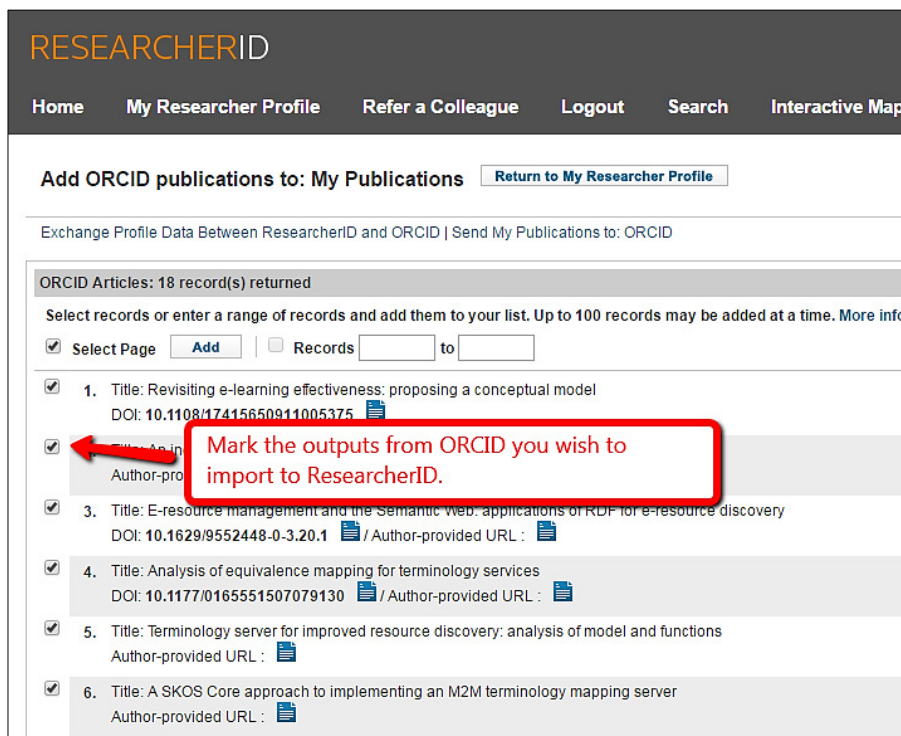 RESEARCHERID
Home My Researcher Profile Refer a Colleague Logout Search Interactive Map
Add ORCID publications to: My Publications Return to My Researcher Profile
Exchange Profile Data Between ResearcherID and ORCID | Send My Publications to: ORCID
ORCID Articles: 18 record(s) returned
Select records or enter a range of records and add them to your list. Up to 100 records may be added at a time. More info
Select Page Add Records to
1. Title: Revisiting e-learning effectiveness: proposing a conceptual model
DOI: 10.1108/17415650911005375
Title: An in
Author-pro
Mark the outputs from ORCID you wish to
import to ResearcherID.
3. Title: E-resource management and the Semantic Web: applications of RDF for e-resource discovery
DOI: 10.1629/9552448-0-3.20.1 / Author-provided URL :
4. Title: Analysis of equivalence mapping for terminology services
DOI: 10.1177/0165551507079130 / Author-provided URL :
5. Title: Terminology server for improved resource discovery: analysis of model and functions
Author-provided URL :
6. Title: A SKOS Core approach to implementing an M2M terminology mapping server
Author-provided URL :